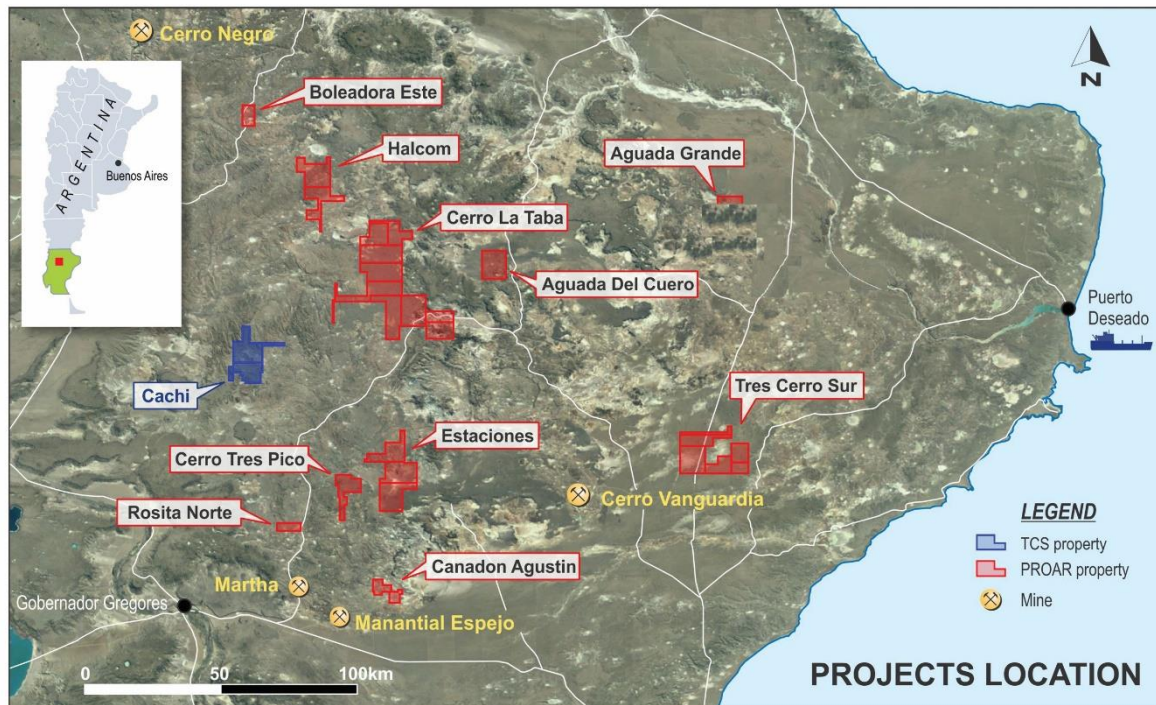 Cerro Negro
N
ARGENTINA
Buenos Aires
Boleadora Este
Halcom
Aguada Grande
Cerro La Taba
Aguada Del Cuero
Puerto
Deseado
Cachi
Tres Cerro Sur
Estaciones
Cerro Tres Pico
Cerro Vanguardia
Rosita Norte
LEGEND
TCS property
PROAR property
Mine
Canadon Agustin
Martha
Gobernador Gregores
Manantial Espejo
0 50 100km
PROJECTS LOCATION